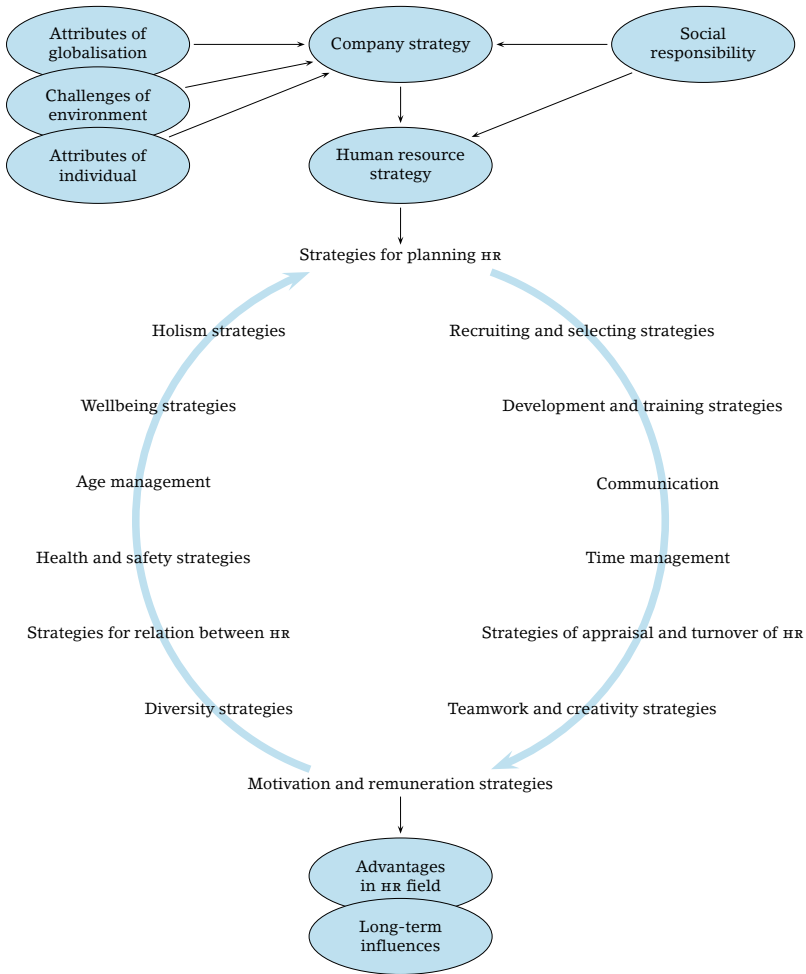 Attributes of
globalisation
Company strategy
Social
responsibility
Challenges of
environment
Attributes of
individual
Human resource
strategy
Strategies for planning HR
Holism strategies
Recruiting and selecting strategies
Wellbeing strategies
Development and training strategies
Age management
Communication
Health and safety strategies
Time management
Strategies for relation between HR
Strategies of appraisal and turnover of HR
Diversity strategies
Teamwork and creativity strategies
Motivation and remuneration strategies
Advantages
in HR field
Long-term
influences